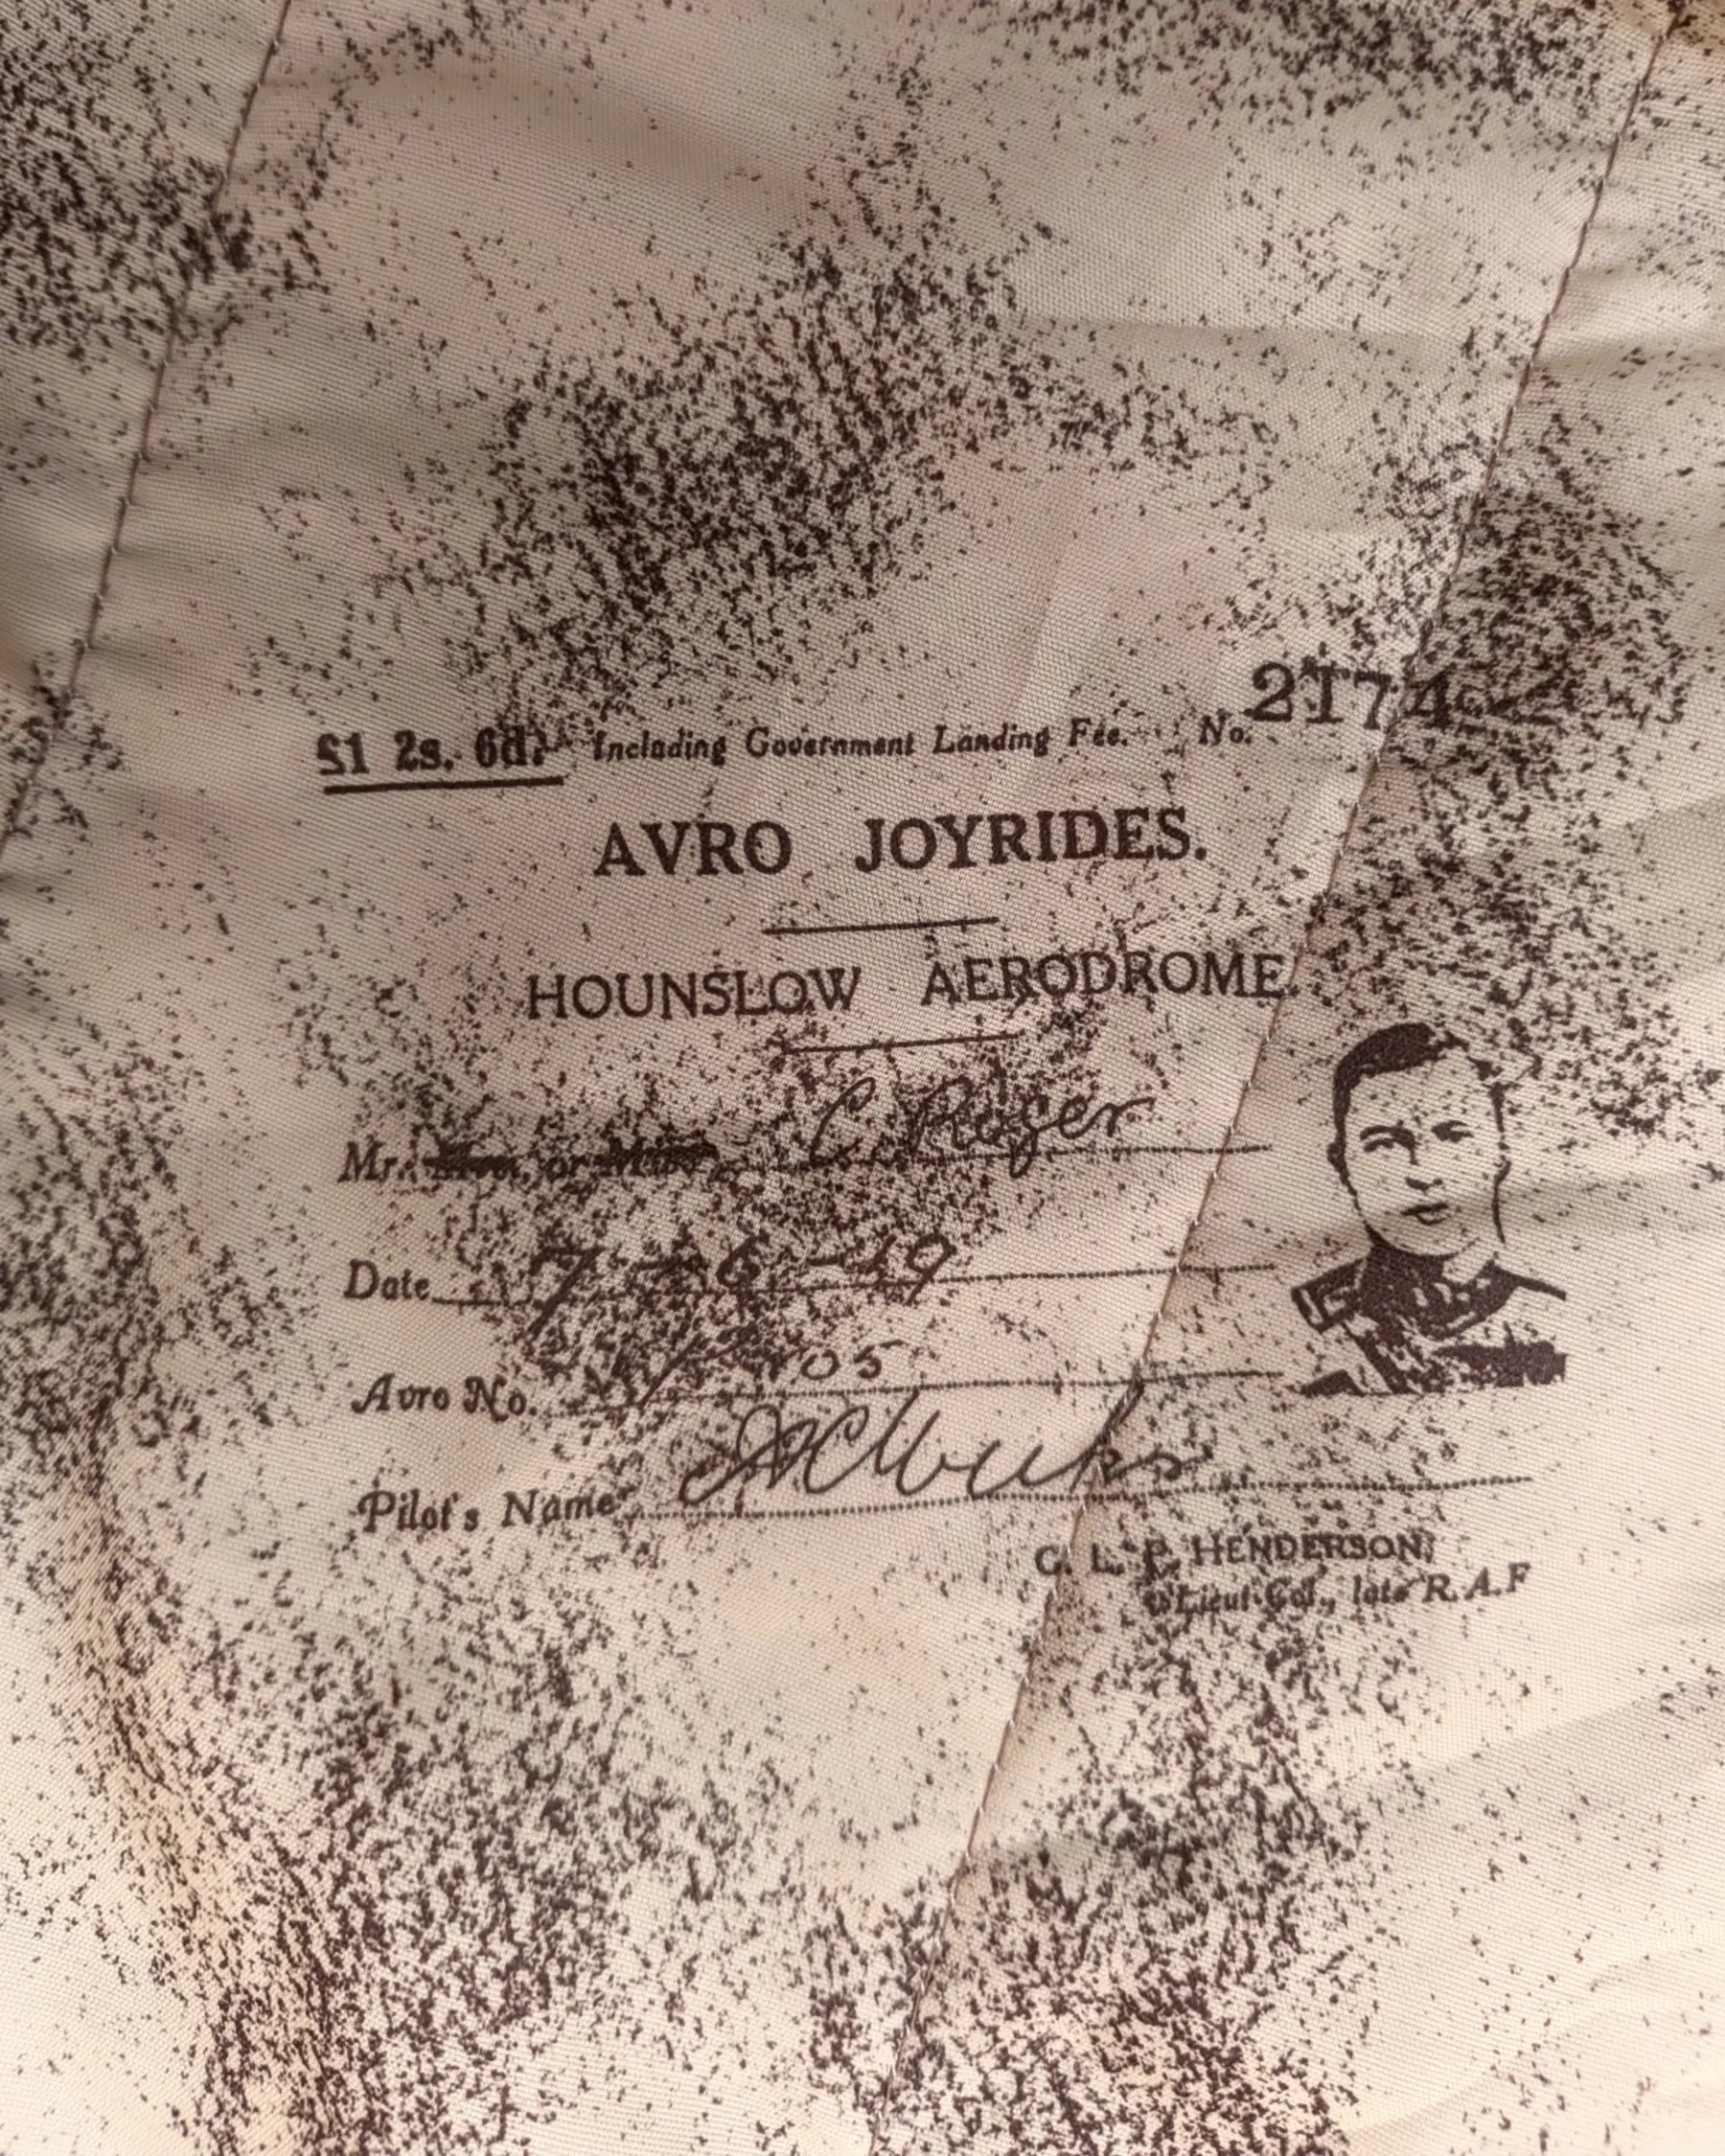 £1 2s. 6d. Including Government Landing Fee. No. 2174
AVRO JOYRIDES.
HOUNSLOW AERODROME.
Mr. Mrs. or Miss C. Roger
Date 7 - 6 - 19
Avro No.
Pilot's Name
G. L. P. HENDERSON,
Lieut-Col., late R.A.F